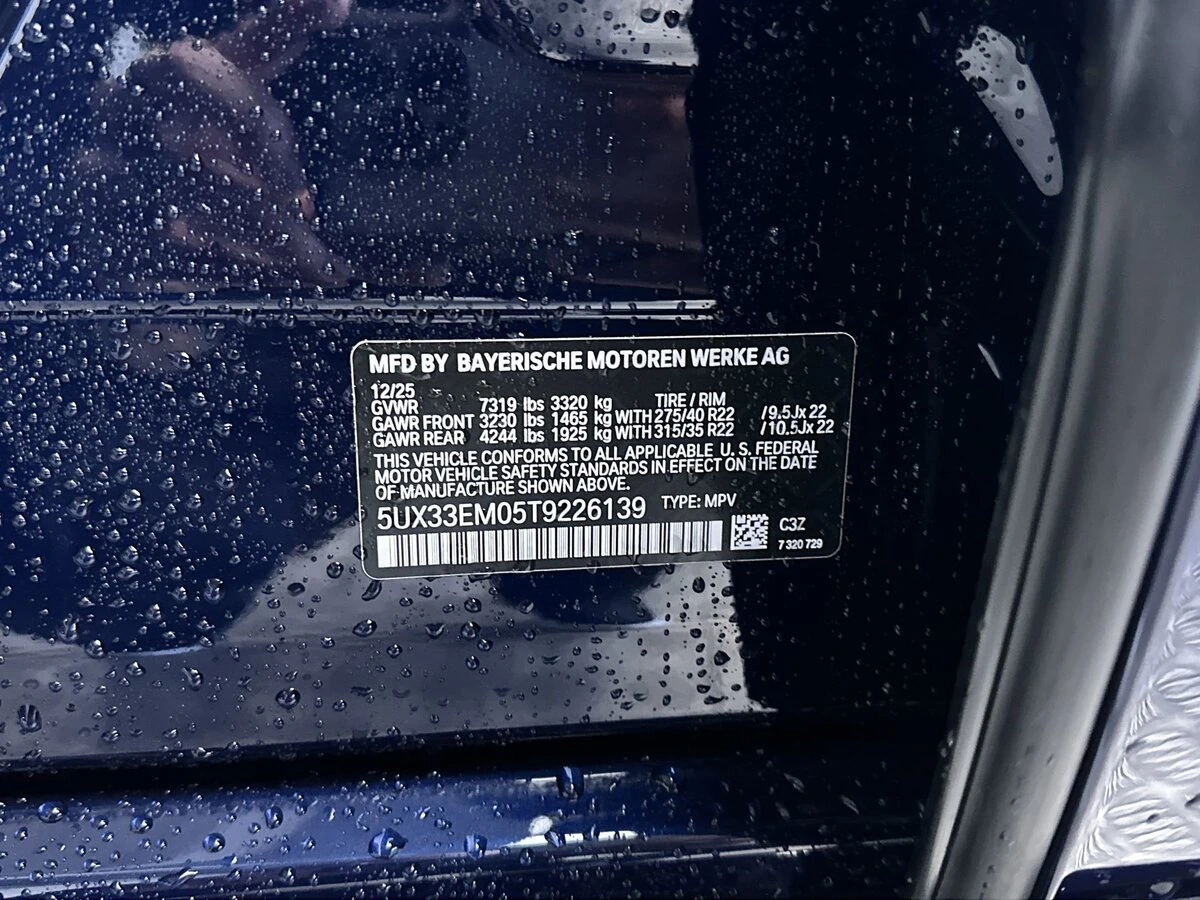 MFD BY BAYERISCHE MOTOREN WERKE AG
12/25
GVWR 7319 lbs 3320 kg TIRE / RIM
GAWR FRONT 3230 lbs 1465 kg WITH 275/40 R22 /9.5Jx 22
GAWR REAR 4244 lbs 1925 kg WITH 315/35 R22 /10.5Jx 22
THIS VEHICLE CONFORMS TO ALL APPLICABLE U. S. FEDERAL
MOTOR VEHICLE SAFETY STANDARDS IN EFFECT ON THE DATE
OF MANUFACTURE SHOWN ABOVE.
5UX33EM05T9226139 TYPE: MPV
C3Z
7 320 729